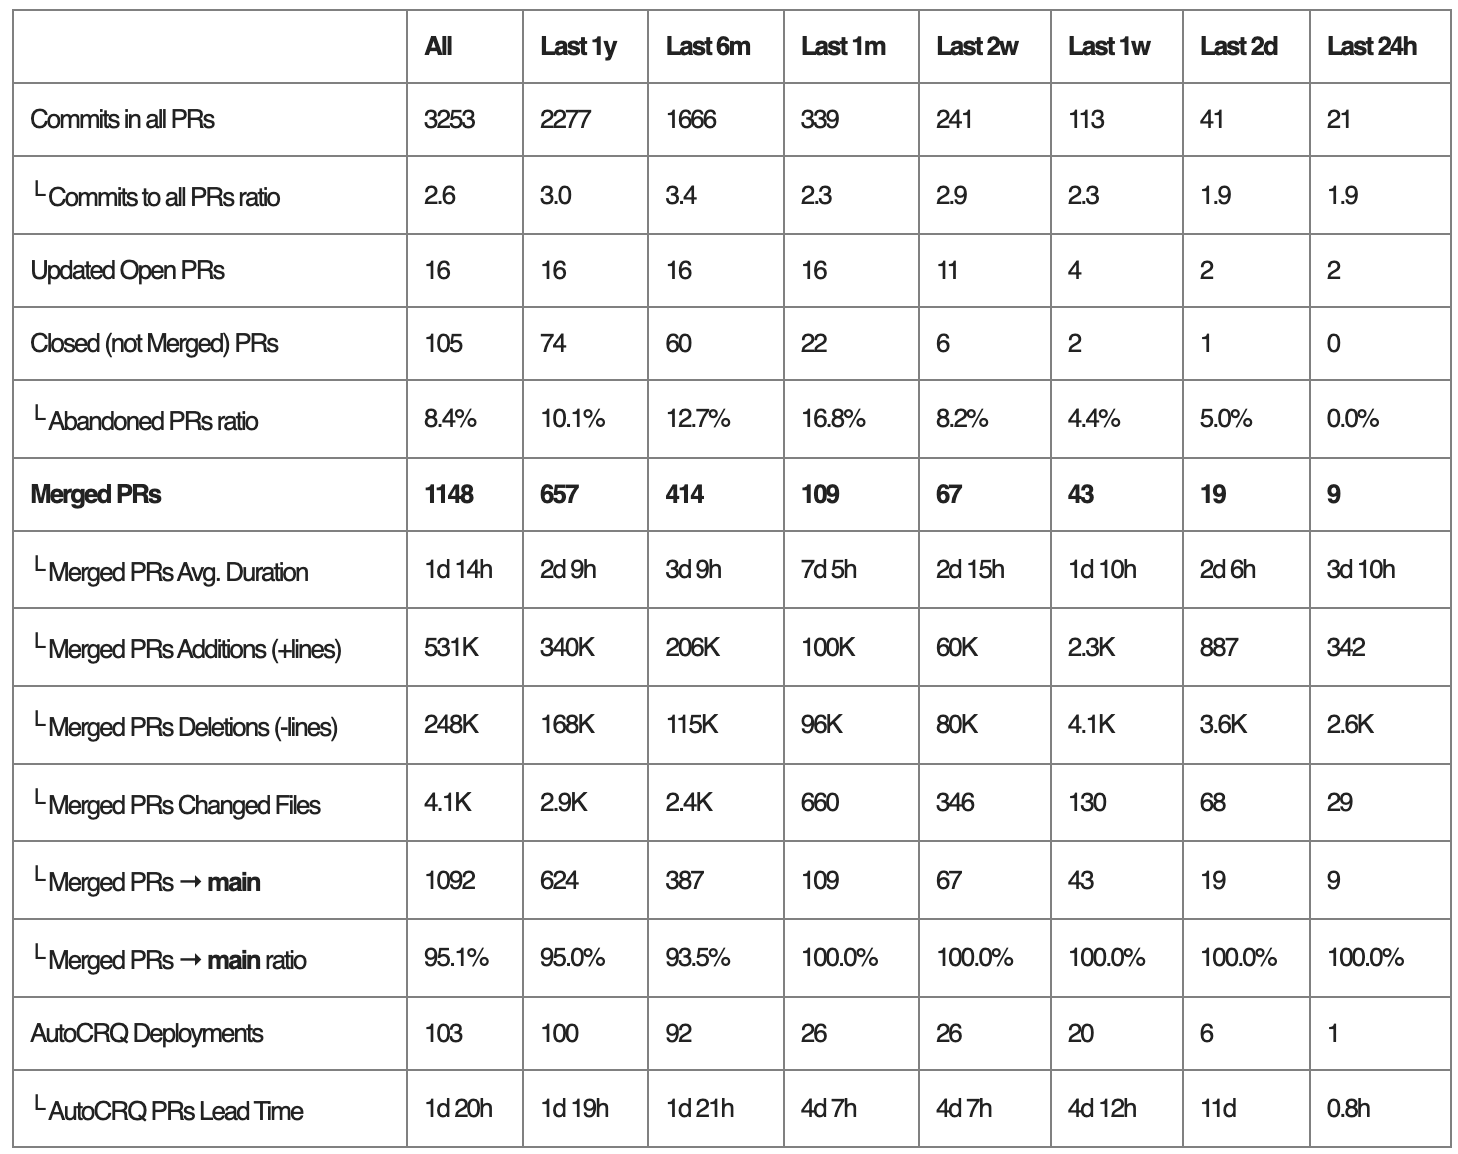 All Last 1y Last 6m Last 1m Last 2w Last 1w Last 2d Last 24h
Commits in all PRs 3253 2277 1666 339 241 113 41 21
└ Commits to all PRs ratio 2.6 3.0 3.4 2.3 2.9 2.3 1.9 1.9
Updated Open PRs 16 16 16 16 11 4 2 2
Closed (not Merged) PRs 105 74 60 22 6 2 1 0
└ Abandoned PRs ratio 8.4% 10.1% 12.7% 16.8% 8.2% 4.4% 5.0% 0.0%
Merged PRs 1148 657 414 109 67 43 19 9
└ Merged PRs Avg. Duration 1d 14h 2d 9h 3d 9h 7d 5h 2d 15h 1d 10h 2d 6h 3d 10h
└ Merged PRs Additions (+lines) 531K 340K 206K 100K 60K 2.3K 887 342
└ Merged PRs Deletions (-lines) 248K 168K 115K 96K 80K 4.1K 3.6K 2.6K
└ Merged PRs Changed Files 4.1K 2.9K 2.4K 660 346 130 68 29
└ Merged PRs → main 1092 624 387 109 67 43 19 9
└ Merged PRs → main ratio 95.1% 95.0% 93.5% 100.0% 100.0% 100.0% 100.0% 100.0%
AutoCRQ Deployments 103 100 92 26 26 20 6 1
└ AutoCRQ PRs Lead Time 1d 20h 1d 19h 1d 21h 4d 7h 4d 7h 4d 12h 11d 0.8h